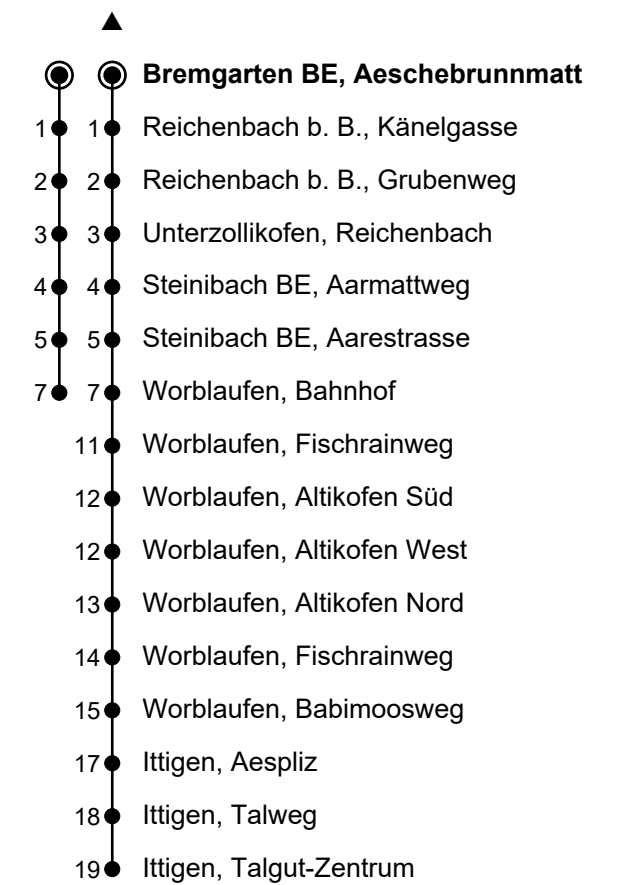 ▲
Bremgarten BE, Aeschebrunnmatt
1 1 Reichenbach b. B., Känelgasse
2 2 Reichenbach b. B., Grubenweg
3 3 Unterzollikofen, Reichenbach
4 4 Steinibach BE, Aarmattweg
5 5 Steinibach BE, Aarestrasse
7 7 Worblaufen, Bahnhof
11 Worblaufen, Fischrainweg
12 Worblaufen, Altikofen Süd
12 Worblaufen, Altikofen West
13 Worblaufen, Altikofen Nord
14 Worblaufen, Fischrainweg
15 Worblaufen, Babimoosweg
17 Ittigen, Aespliz
18 Ittigen, Talweg
19 Ittigen, Talgut-Zentrum